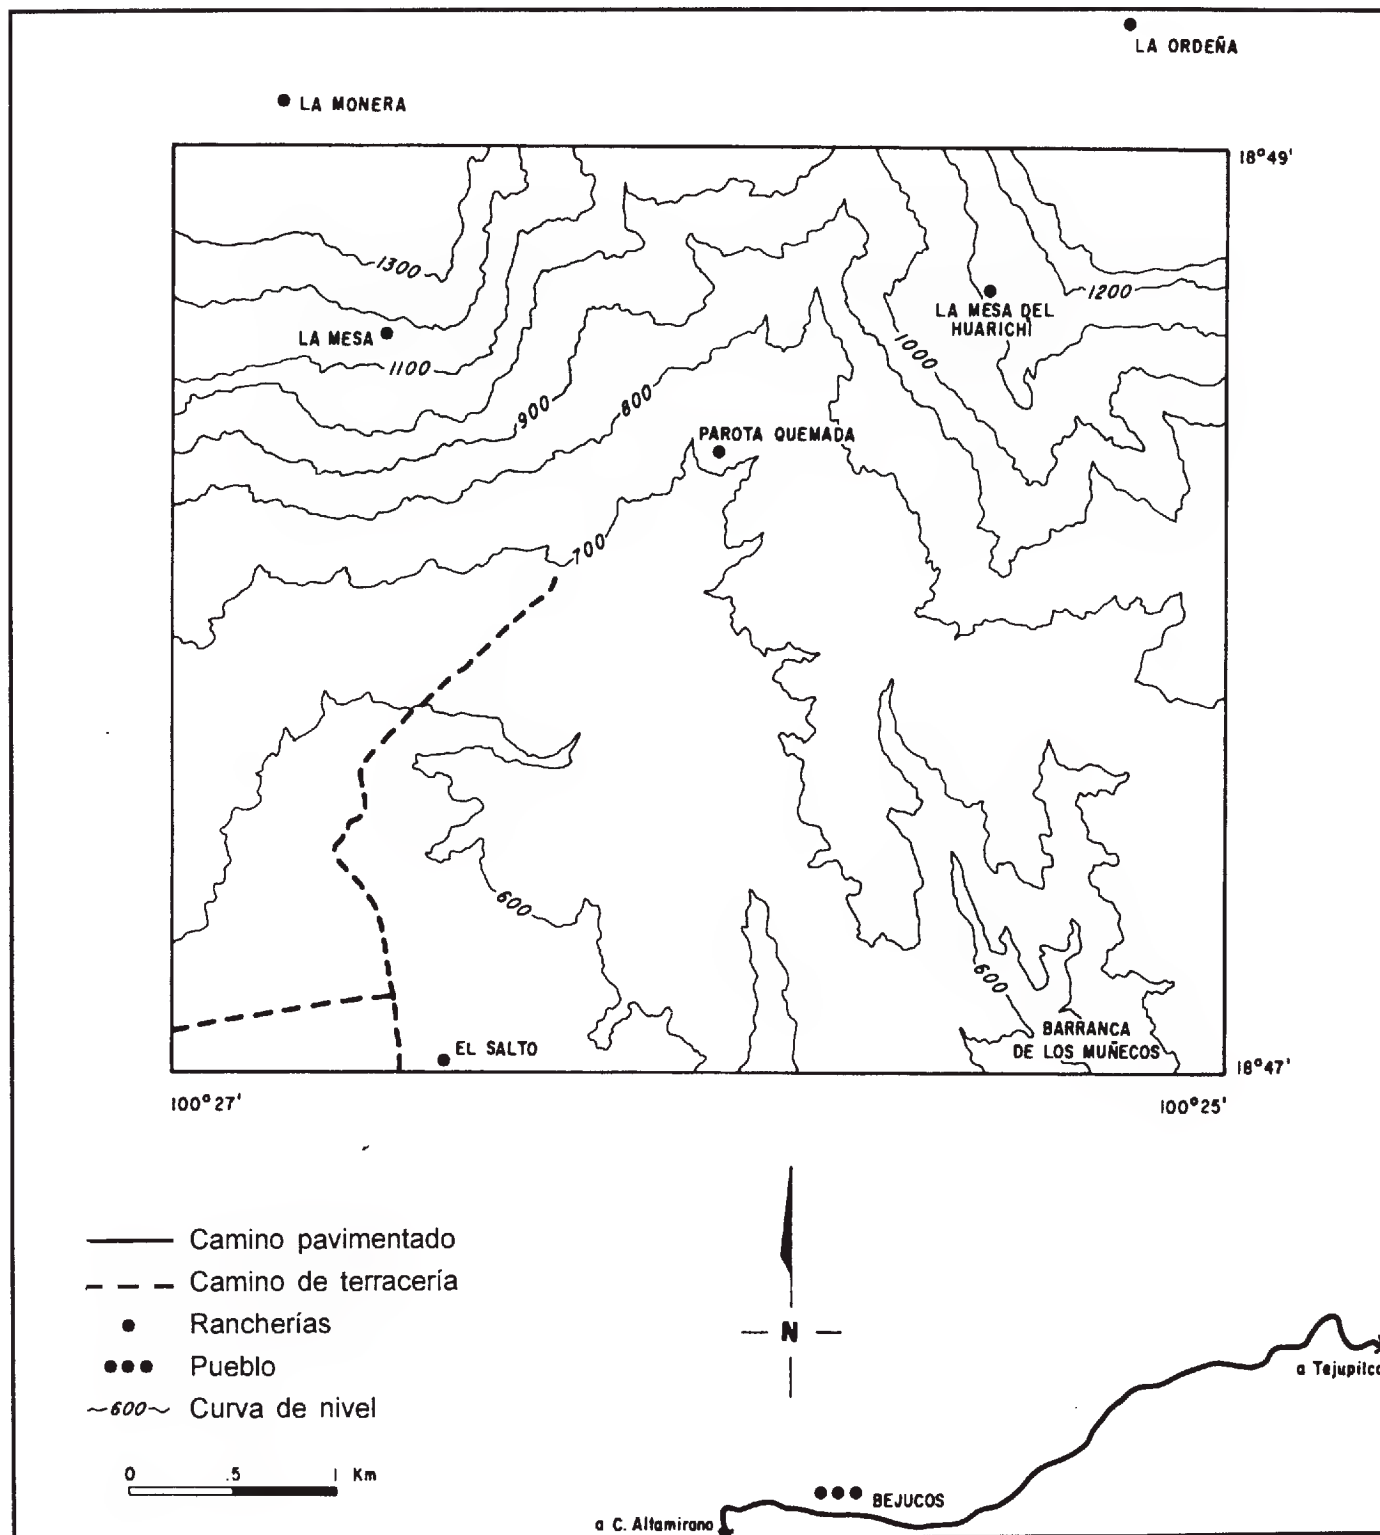 LA ORDEÑA
LA MONERA
18°49'
1300
1200
LA MESA DEL
HUARICHI
LA MESA
1000
1100
800
900
PAROTA QUEMADA
700
600
600
BARRANCA
DE LOS MUÑECOS
EL SALTO
18°47'
100°27'
100°25'
Camino pavimentado
Camino de terracería
Rancherías
Pueblo
~600~ Curva de nivel
N
a Tejupilco
0 .5 1 Km
BEJUCOS
a C. Altamirano